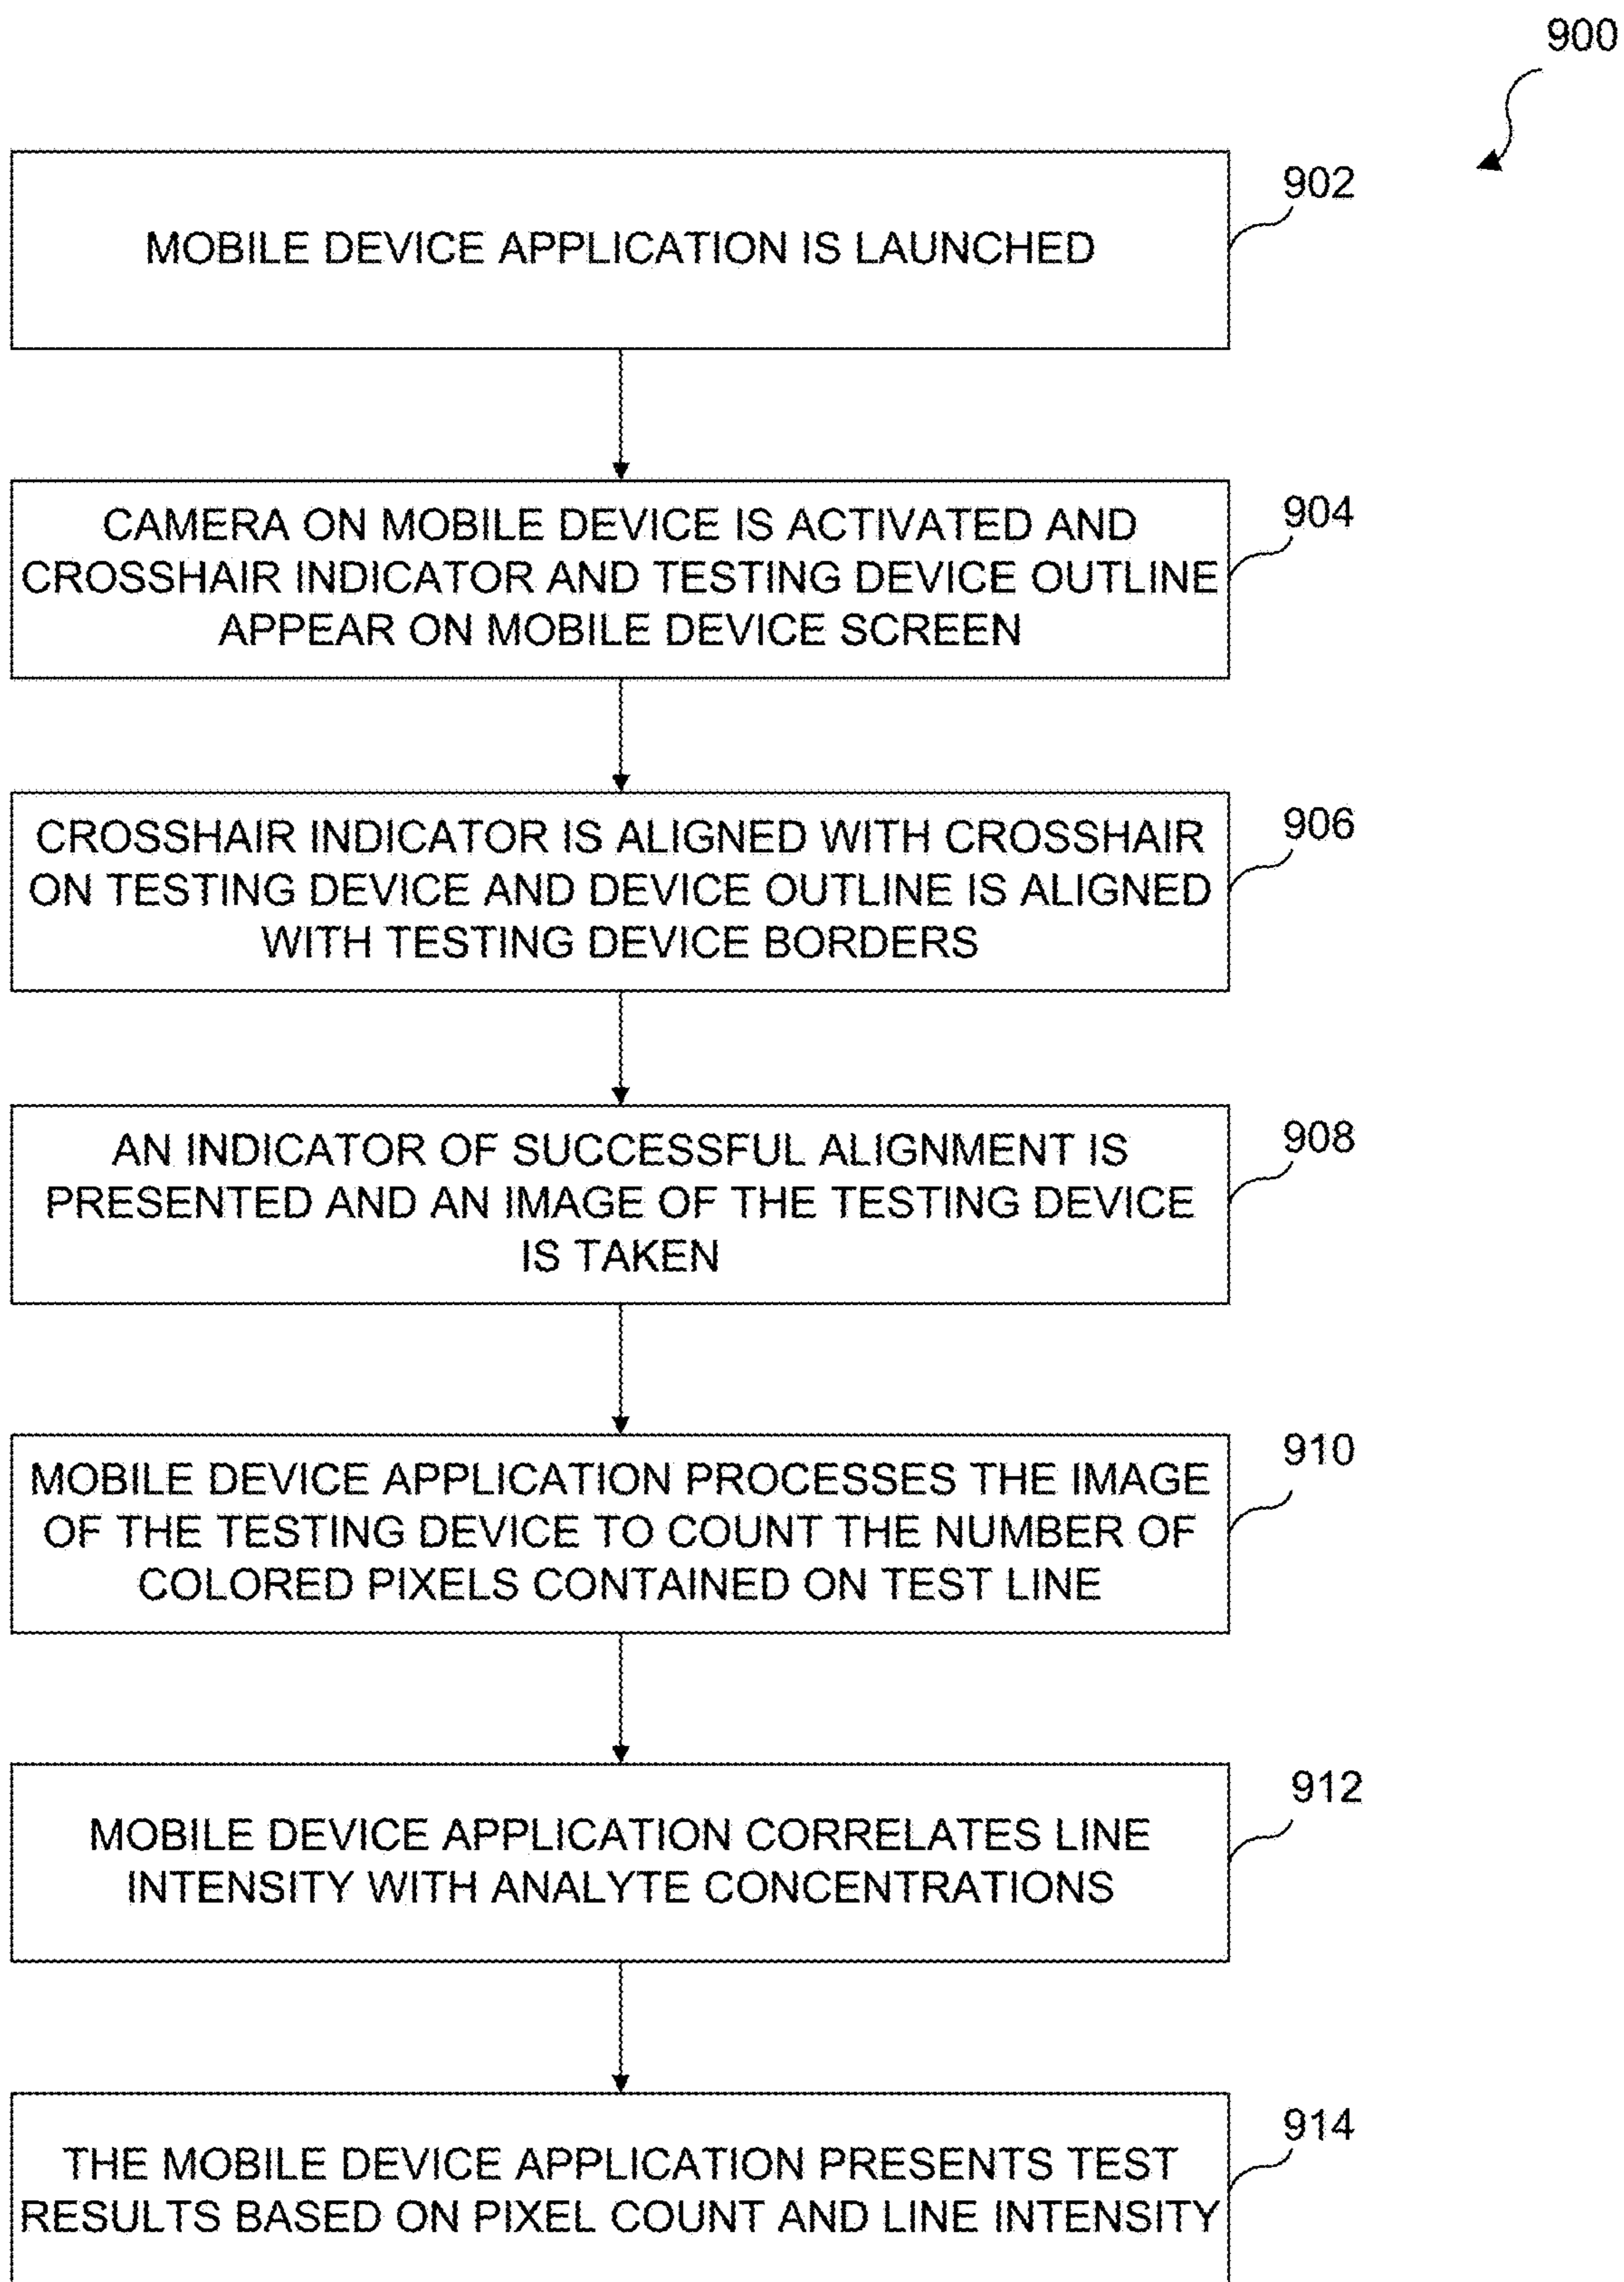 900
902
MOBILE DEVICE APPLICATION IS LAUNCHED
904
CAMERA ON MOBILE DEVICE IS ACTIVATED AND
CROSSHAIR INDICATOR AND TESTING DEVICE OUTLINE
APPEAR ON MOBILE DEVICE SCREEN
906
CROSSHAIR INDICATOR IS ALIGNED WITH CROSSHAIR
ON TESTING DEVICE AND DEVICE OUTLINE IS ALIGNED
WITH TESTING DEVICE BORDERS
908
AN INDICATOR OF SUCCESSFUL ALIGNMENT IS
PRESENTED AND AN IMAGE OF THE TESTING DEVICE
IS TAKEN
910
MOBILE DEVICE APPLICATION PROCESSES THE IMAGE
OF THE TESTING DEVICE TO COUNT THE NUMBER OF
COLORED PIXELS CONTAINED ON TEST LINE
912
MOBILE DEVICE APPLICATION CORRELATES LINE
INTENSITY WITH ANALYTE CONCENTRATIONS
914
THE MOBILE DEVICE APPLICATION PRESENTS TEST
RESULTS BASED ON PIXEL COUNT AND LINE INTENSITY